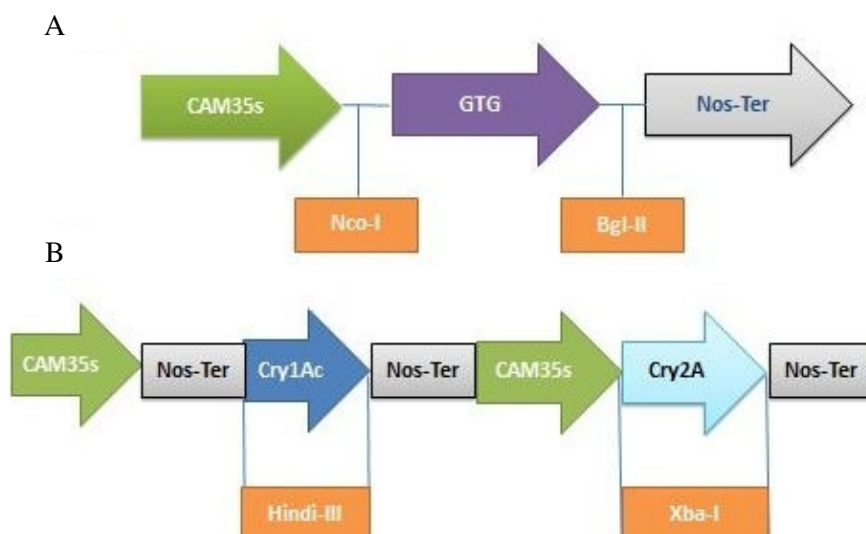 A
CAM35s
GTG
Nos-Ter
Nco-I
Bgl-II
B
CAM35s
Nos-Ter
Cry1Ac
Nos-Ter
CAM35s
Cry2A
Nos-Ter
Hindi-III
Xba-I